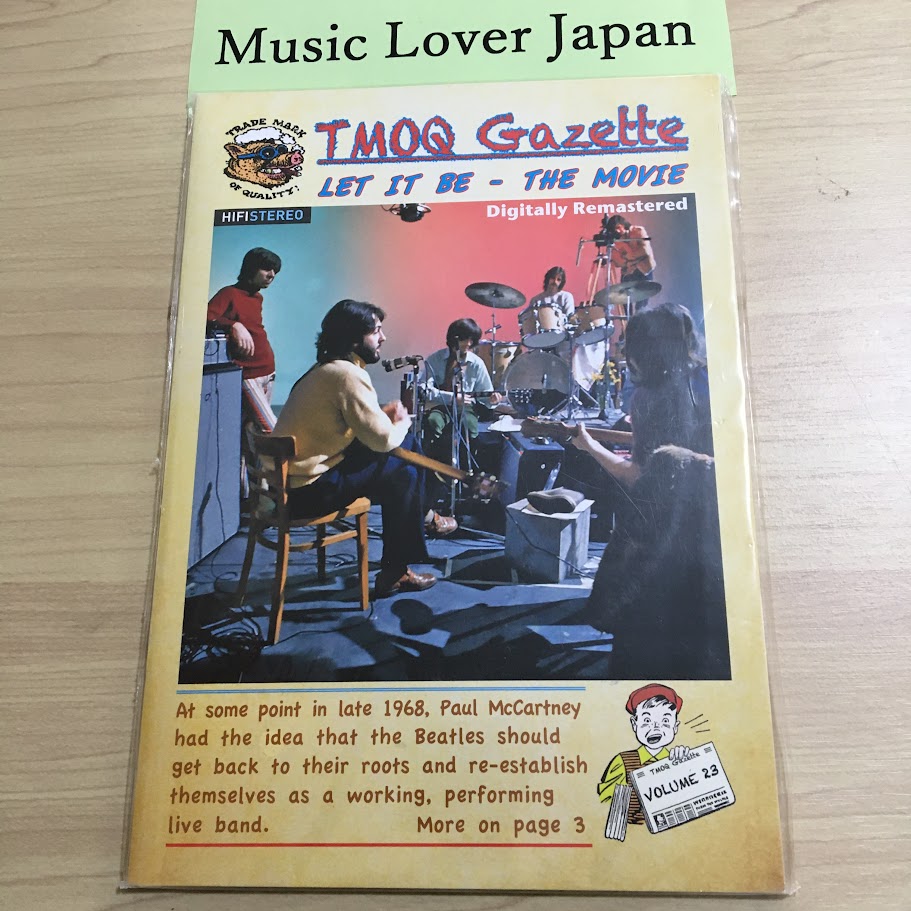 Music Lover Japan
TRADE MARK
OF QUALITY!
TMOQ Gazette
LET IT BE - THE MOVIE
HIFISTEREO
Digitally Remastered
At some point in late 1968, Paul McCartney
had the idea that the Beatles should
get back to their roots and re-establish
themselves as a working, performing
live band.
More on page 3
TMOQ Gazette
VOLUME 23